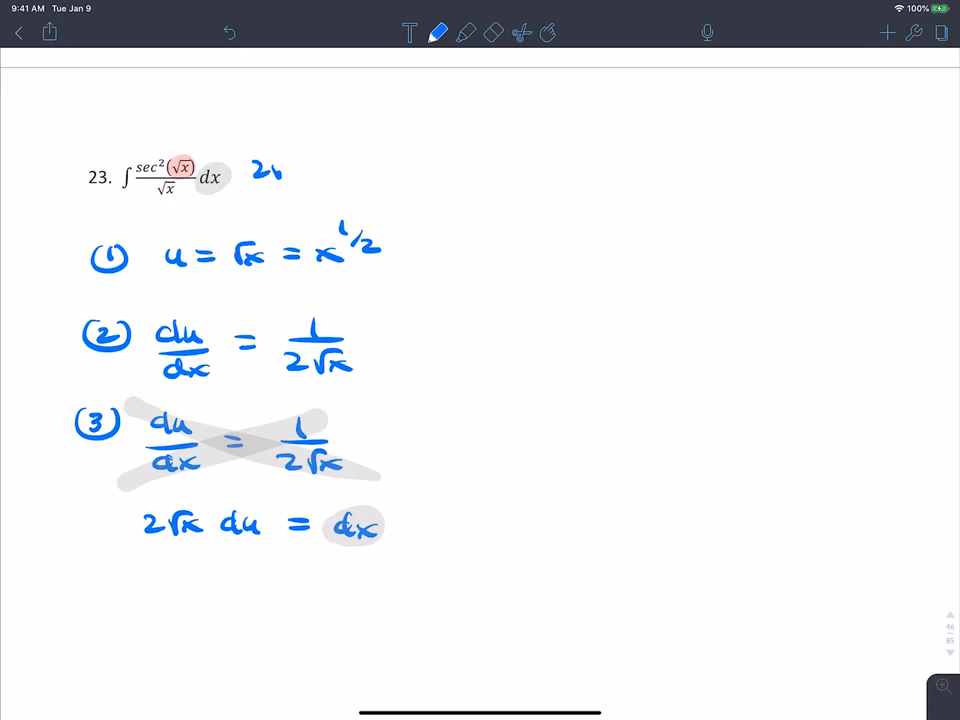 9:41 AM Tue Jan 9
100%
T
23. ∫ sec²(√x)/√x dx 2
① u = √x = x^1/2
② du/dx = 1/2√x
③ du/dx = 1/2√x
2√x du = dx
46
85